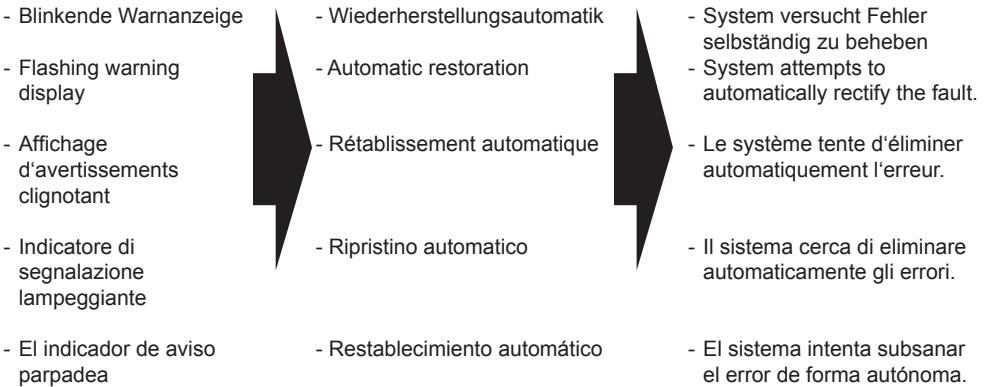 - Blinkende Warnanzeige
- Flashing warning
display
- Affichage
d‘avertissements
clignotant
- Indicatore di
segnalazione
lampeggiante
- El indicador de aviso
parpadea
- Wiederherstellungsautomatik
- Automatic restoration
- Rétablissement automatique
- Ripristino automatico
- Restablecimiento automático
- System versucht Fehler
selbständig zu beheben
- System attempts to
automatically rectify the fault.
- Le système tente d‘éliminer
automatiquement l‘erreur.
- Il sistema cerca di eliminare
automaticamente gli errori.
- El sistema intenta subsanar
el error de forma autónoma.